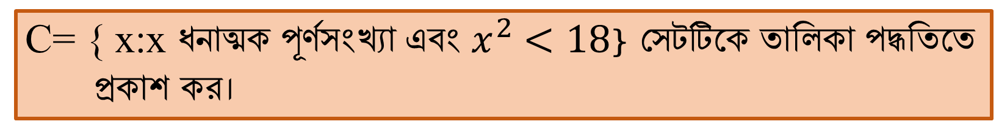 C= { x:x ধনাত্মক পূর্ণসংখ্যা এবং x² < 18} সেটটিকে তালিকা পদ্ধতিতে
প্রকাশ কর।